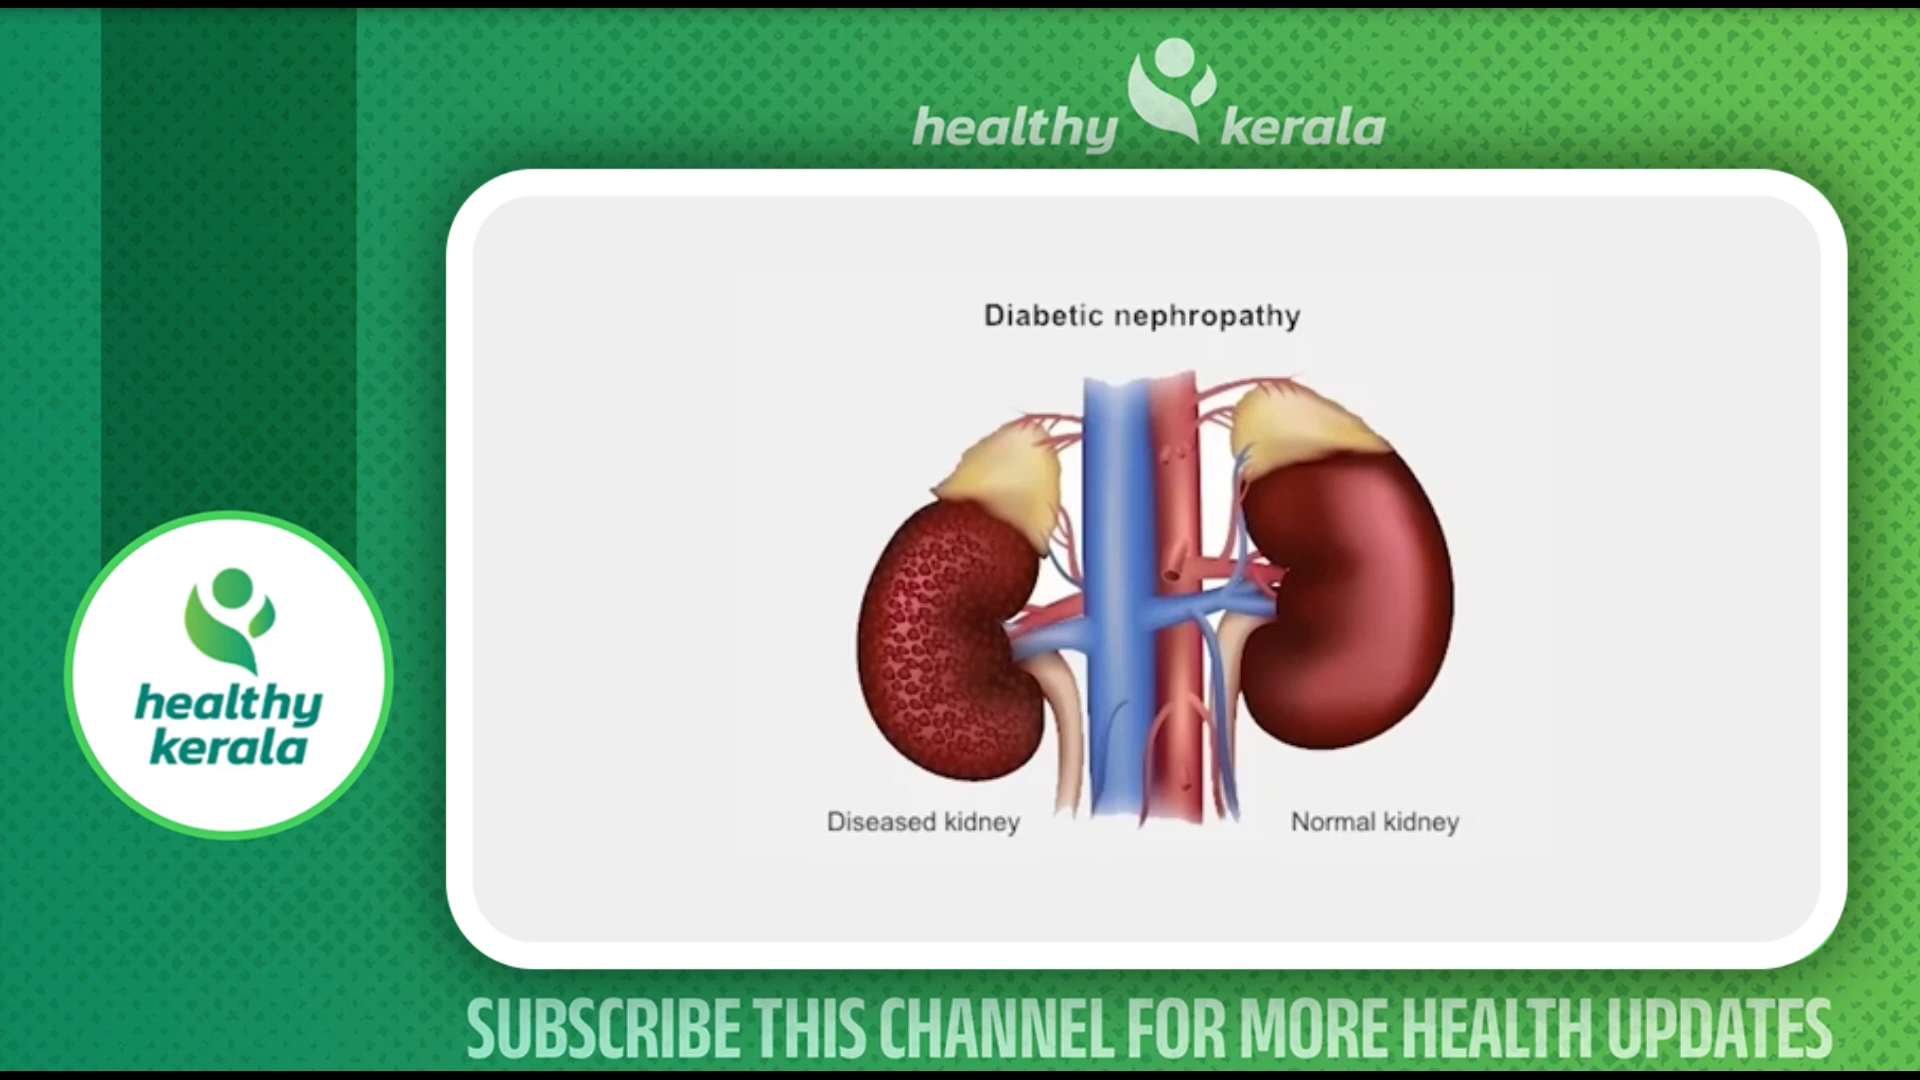 healthy kerala
Diabetic nephropathy
Diseased kidney
Normal kidney
healthy
kerala
SUBSCRIBE THIS CHANNEL FOR MORE HEALTH UPDATES